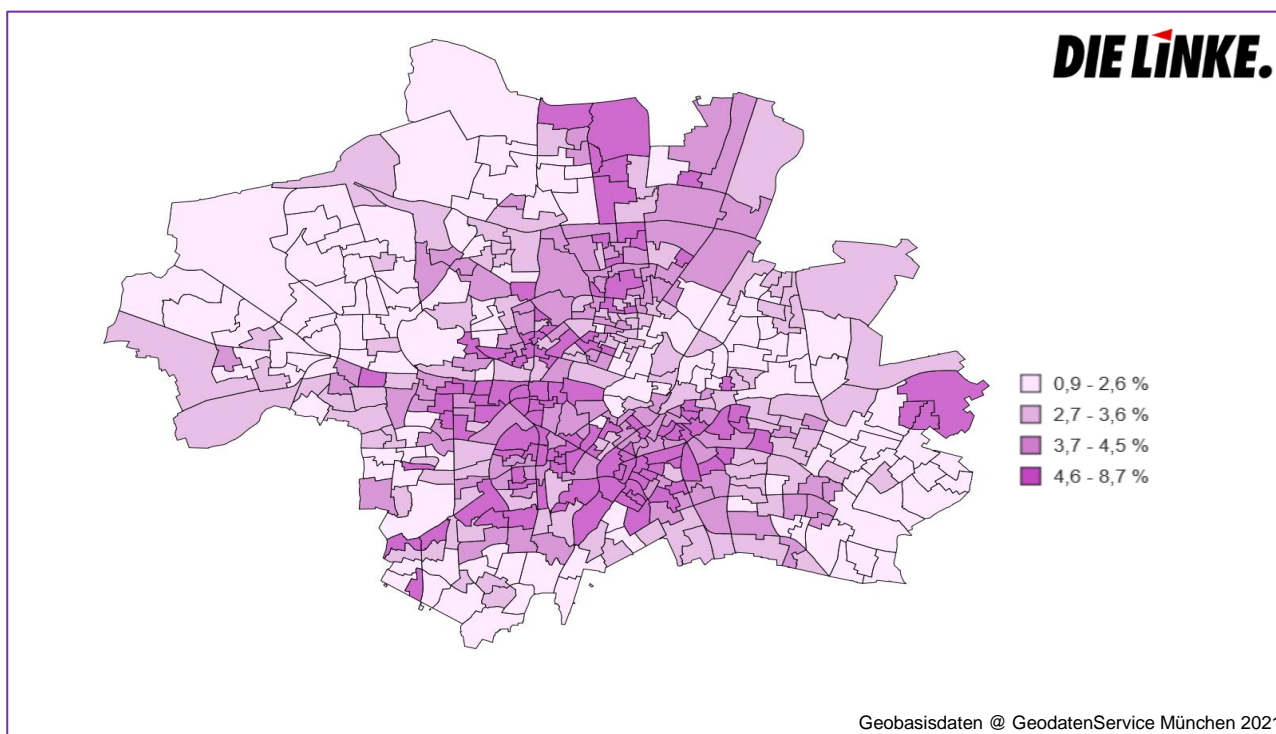 DIE LINKE.
0,9 - 2,6 %
2,7 - 3,6 %
3,7 - 4,5 %
4,6 - 8,7 %
Geobasisdaten @ GeodatenService München 2021